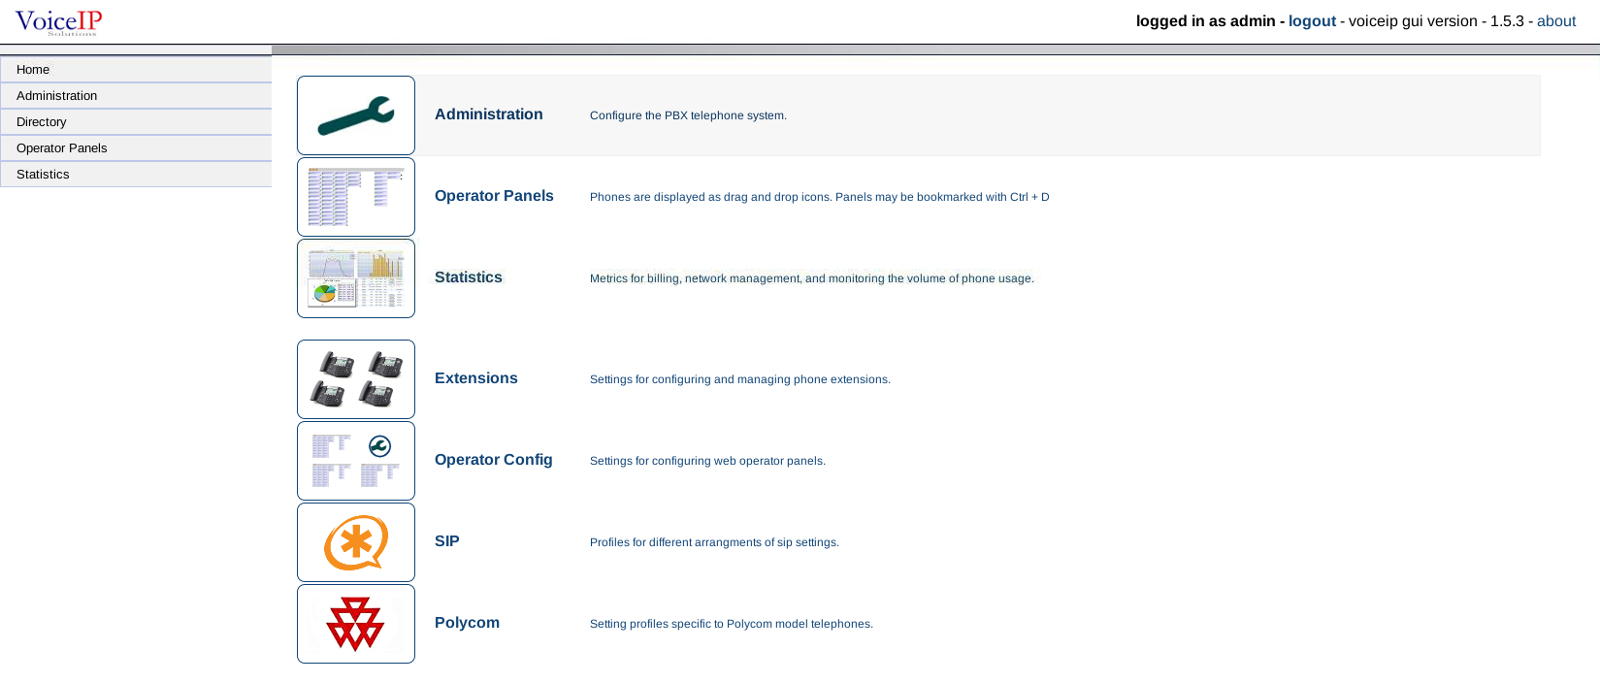 VoiceIP
Solutions
logged in as admin - logout - voiceip gui version - 1.5.3 - about
Home
Administration
Directory
Operator Panels
Statistics
Administration
Configure the PBX telephone system.
Operator Panels
Phones are displayed as drag and drop icons. Panels may be bookmarked with Ctrl + D
Statistics
Metrics for billing, network management, and monitoring the volume of phone usage.
Extensions
Settings for configuring and managing phone extensions.
Operator Config
Settings for configuring web operator panels.
SIP
Profiles for different arrangments of sip settings.
Polycom
Setting profiles specific to Polycom model telephones.